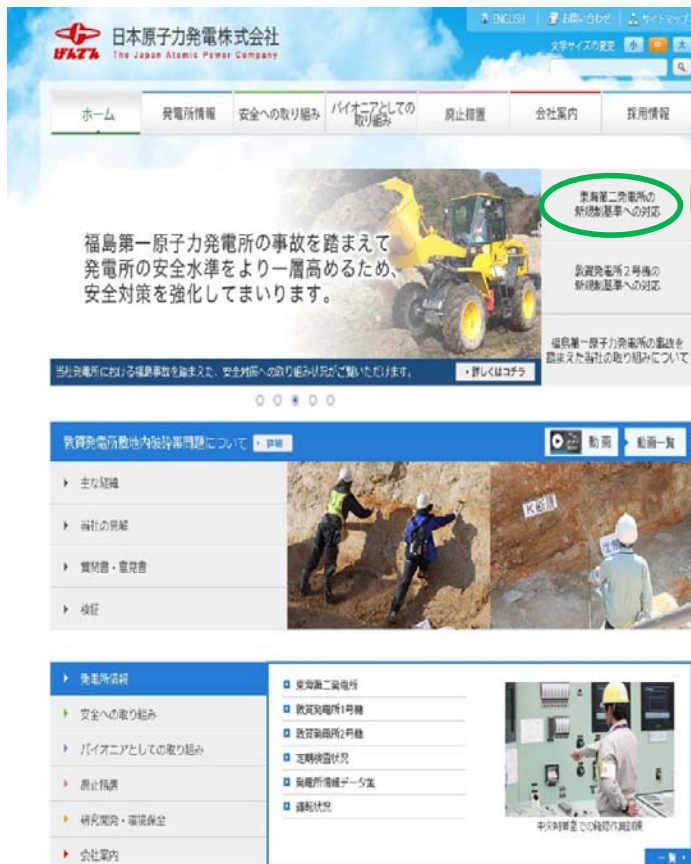 げんでん
日本原子力発電株式会社
The Japan Atomic Power Company
ENGLISH
お問い合わせ
サイトマップ
文字サイズの変更 小 中 大
ホーム
発電所情報
安全への取り組み
パイオニアとしての
取り組み
廃止措置
会社案内
採用情報
福島第一原子力発電所の事故を踏まえて
発電所の安全水準をより一層高めるため、
安全対策を強化してまいります。
東海第二発電所の
新規制基準への対応
敦賀発電所2号機の
新規制基準への対応
福島第一原子力発電所の事故を
踏まえた当社の取り組みについて
当社発電所における福島事故を踏まえた、安全対策への取り組み状況がご覧いただけます。
詳しくはコチラ
敦賀発電所敷地内破砕帯問題について
詳細
動画
動画一覧
主な経緯
当社の見解
質問書・意見書
検証
K断層
発電所情報
安全への取り組み
パイオニアとしての取り組み
廃止措置
研究開発・環境保全
会社案内
東海第二発電所
敦賀発電所1号機
敦賀発電所2号機
定期検査状況
発電所情報データ集
運転状況
中央制御室での確認作業訓練
一覧